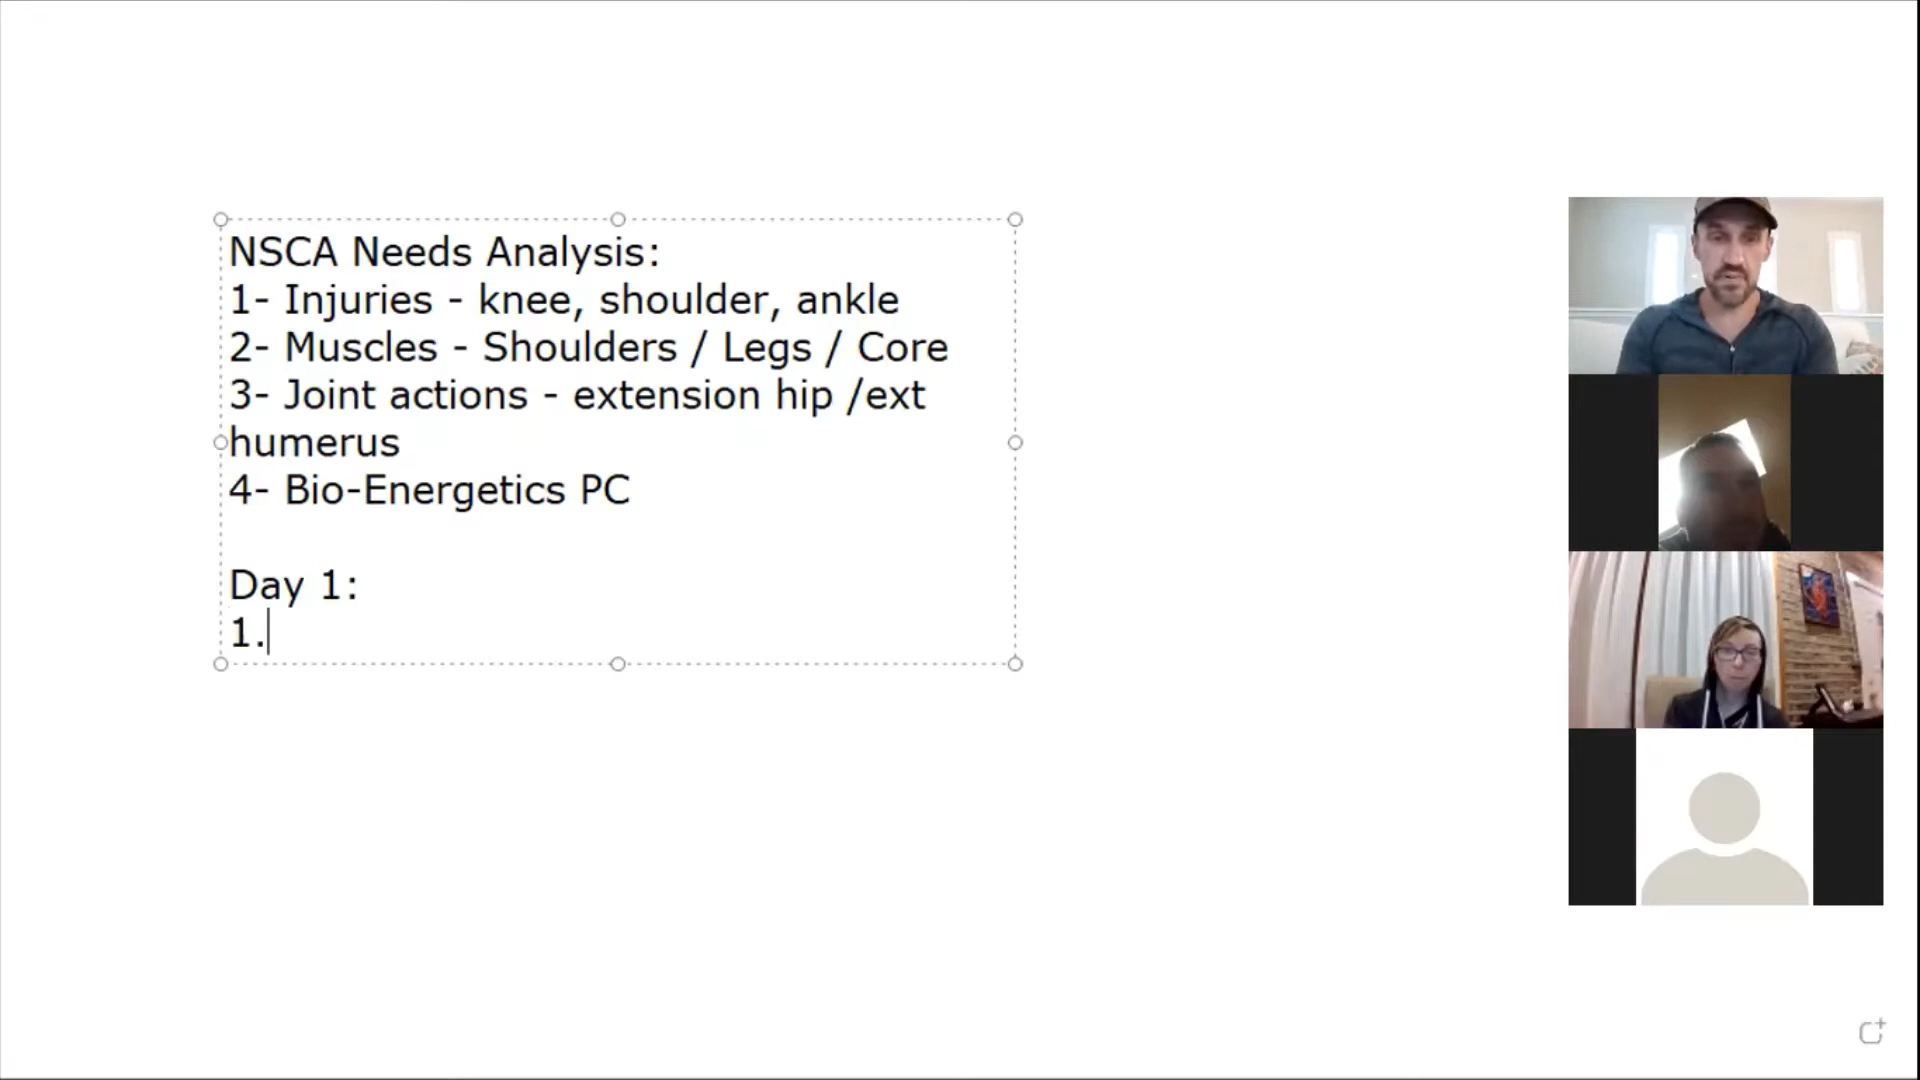 NSCA Needs Analysis:
1- Injuries - knee, shoulder, ankle
2- Muscles - Shoulders / Legs / Core
3- Joint actions - extension hip /ext
humerus
4- Bio-Energetics PC
Day 1:
1.